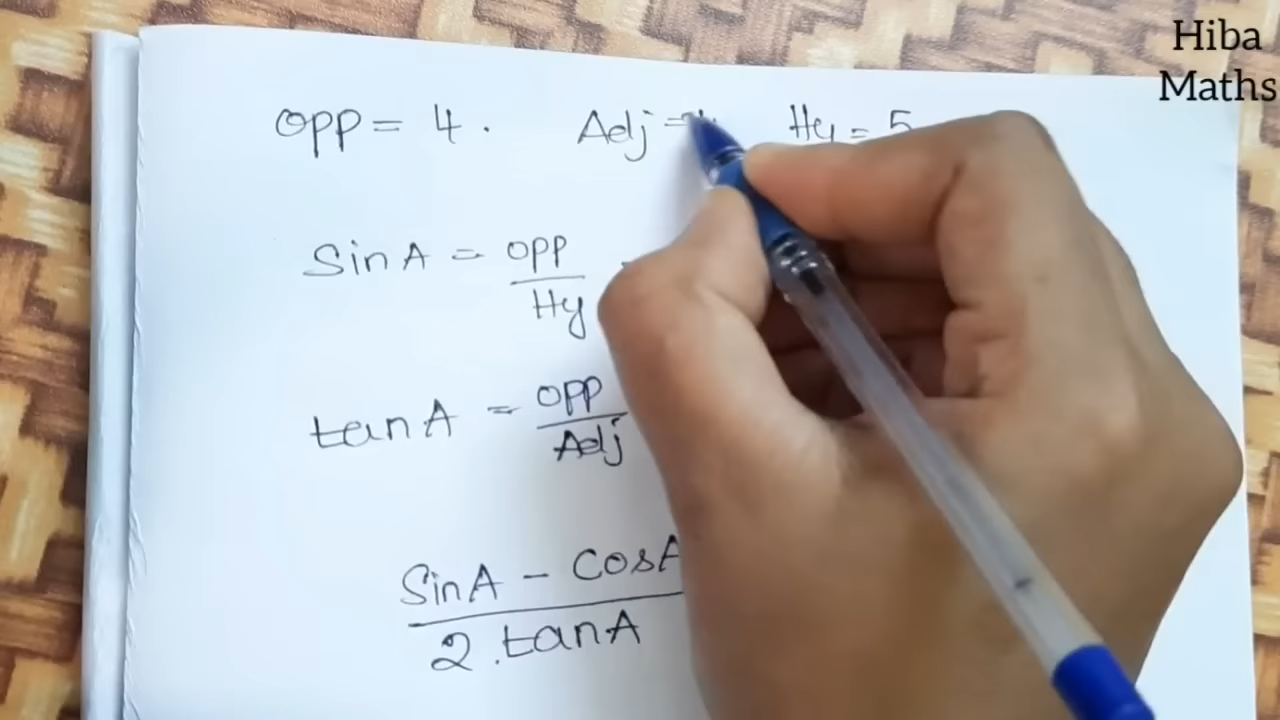 Hiba
Maths
Opp = 4. Adj = Hy = 5
Sin A = opp
Hy
tan A = opp
Adj
Sin A - Cos A
2.tan A